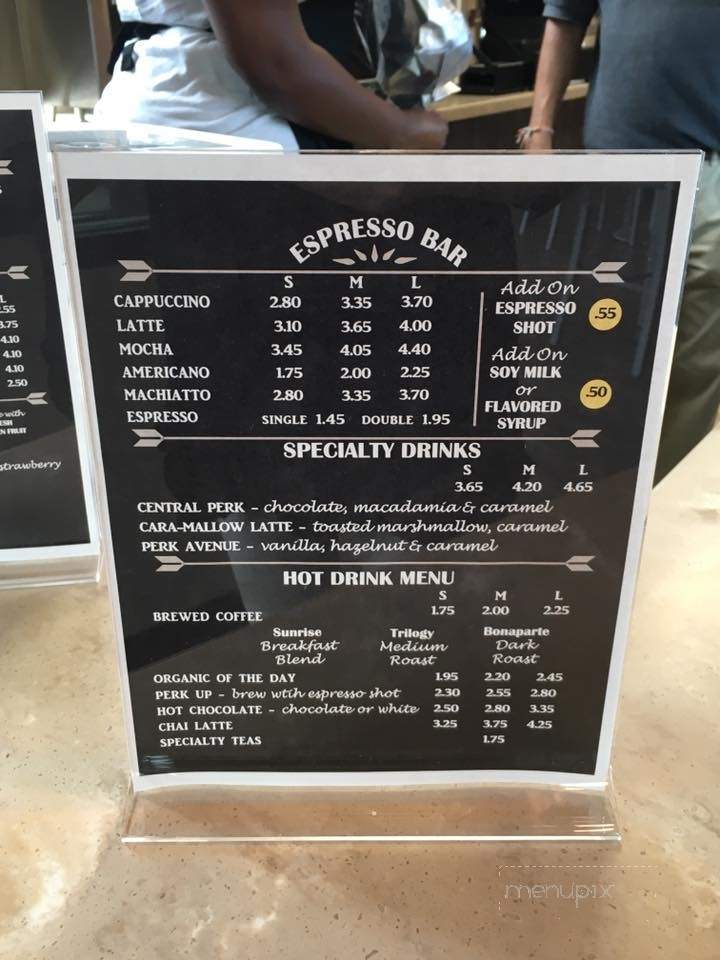 L
.55
3.75
4.10
4.10
4.10
2.50
e with
ESH
EN FRUIT
strawberry
ESPRESSO BAR
S M L
CAPPUCCINO 2.80 3.35 3.70
LATTE 3.10 3.65 4.00
MOCHA 3.45 4.05 4.40
AMERICANO 1.75 2.00 2.25
MACHIATTO 2.80 3.35 3.70
ESPRESSO SINGLE 1.45 DOUBLE 1.95
Add On
ESPRESSO
SHOT
.55
Add On
SOY MILK
or
FLAVORED
SYRUP
.50
SPECIALTY DRINKS
S M L
3.65 4.20 4.65
CENTRAL PERK - chocolate, macadamia & caramel
CARA-MALLOW LATTE - toasted marshmallow, caramel
PERK AVENUE - vanilla, hazelnut & caramel
HOT DRINK MENU
S M L
BREWED COFFEE 1.75 2.00 2.25
Sunrise Trilogy Bonaparte
Breakfast Medium Dark
Blend Roast Roast
ORGANIC OF THE DAY 1.95 2.20 2.45
PERK UP - brew wtih espresso shot 2.30 2.55 2.80
HOT CHOCOLATE - chocolate or white 2.50 2.80 3.35
CHAI LATTE 3.25 3.75 4.25
SPECIALTY TEAS 1.75
menupix